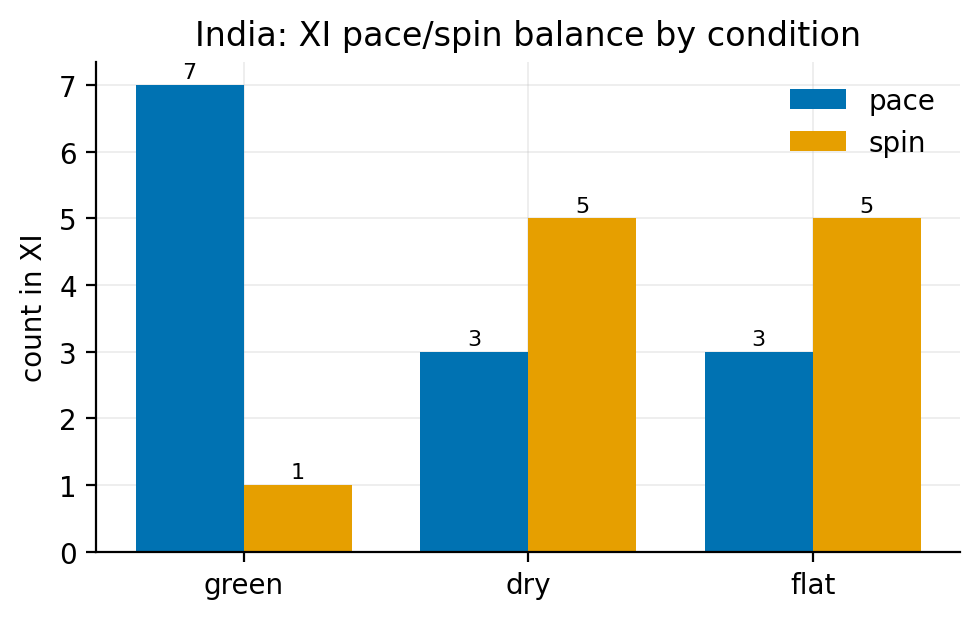 India: XI pace/spin balance by condition
count in XI
7
6
5
4
3
2
1
0
7
1
3
5
3
5
pace
spin
green
dry
flat